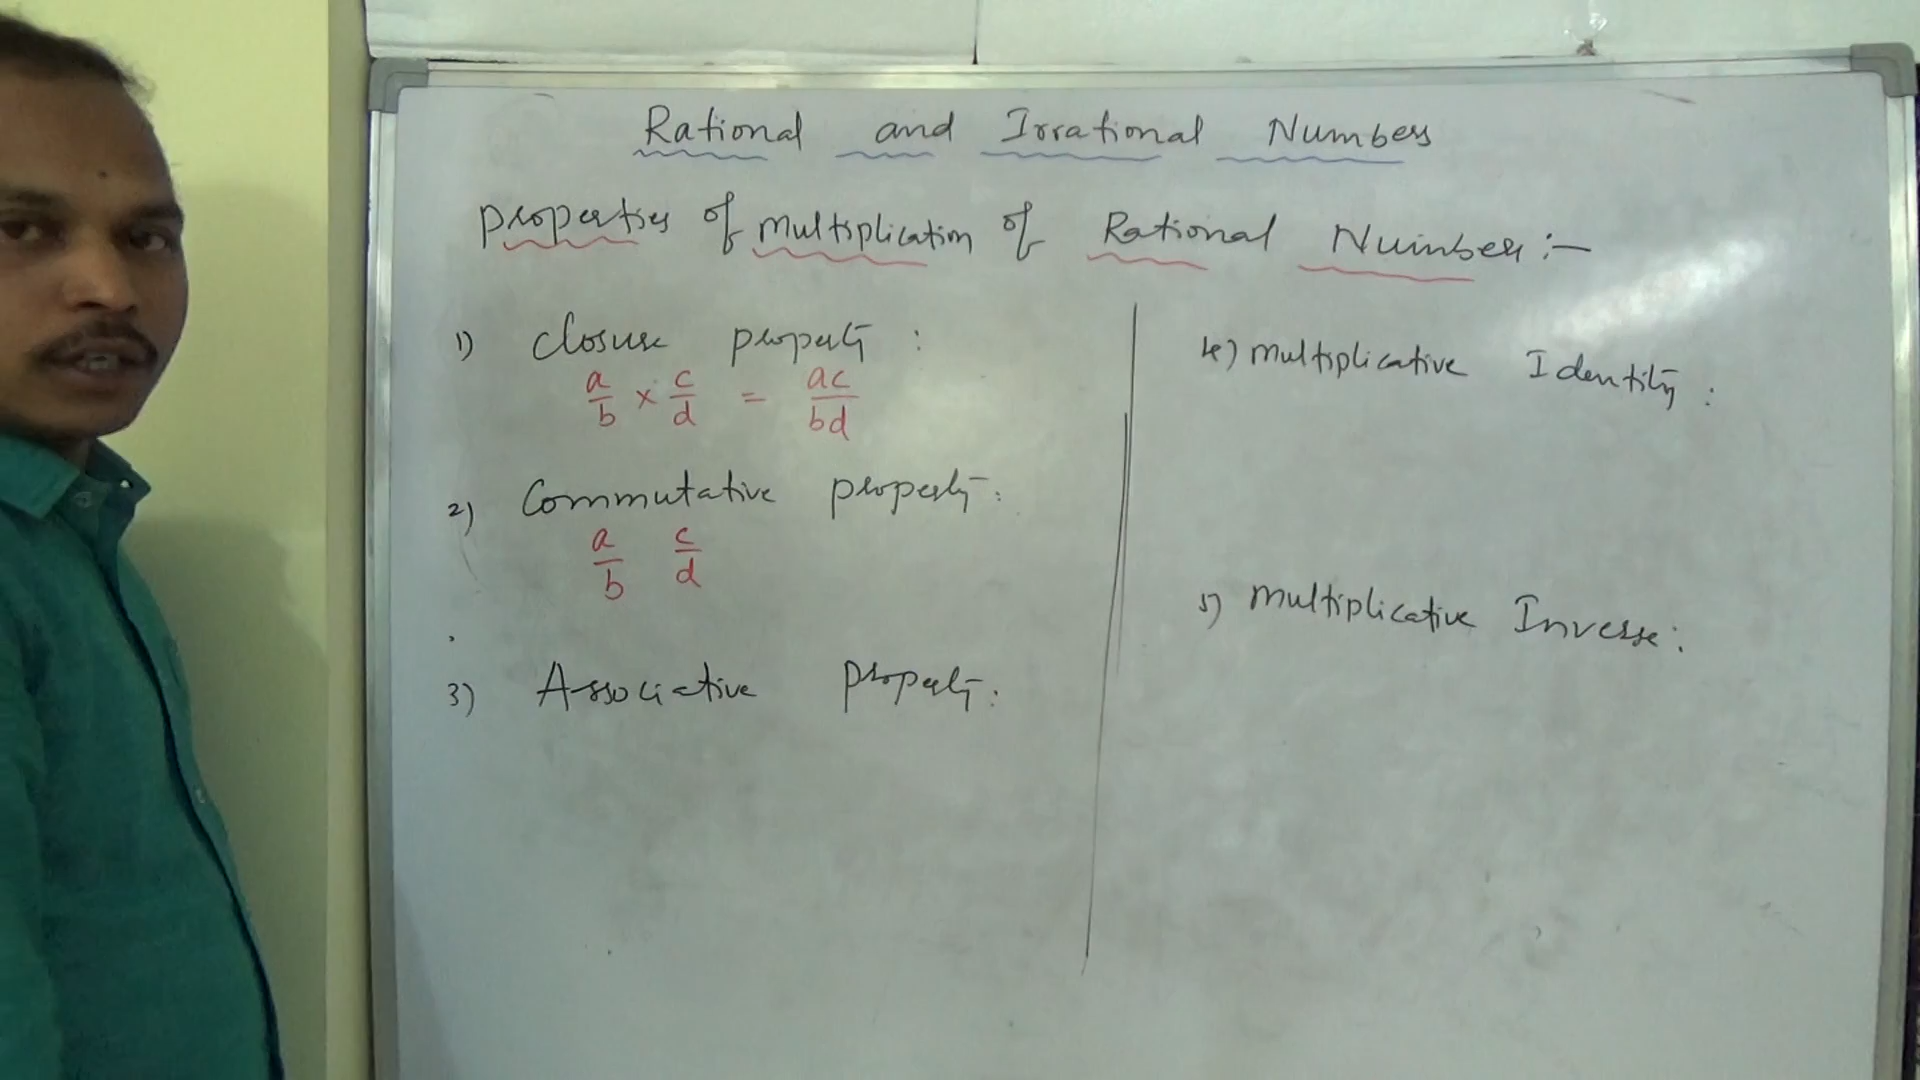 Rational and Irrational Numbers
Properties of Multiplication of Rational Number :-
1) Closure property :
a/b × c/d = ac/bd
2) Commutative property :
a/b c/d
3) Associative property :
4) Multiplicative Identity :
5) Multiplicative Inverse :